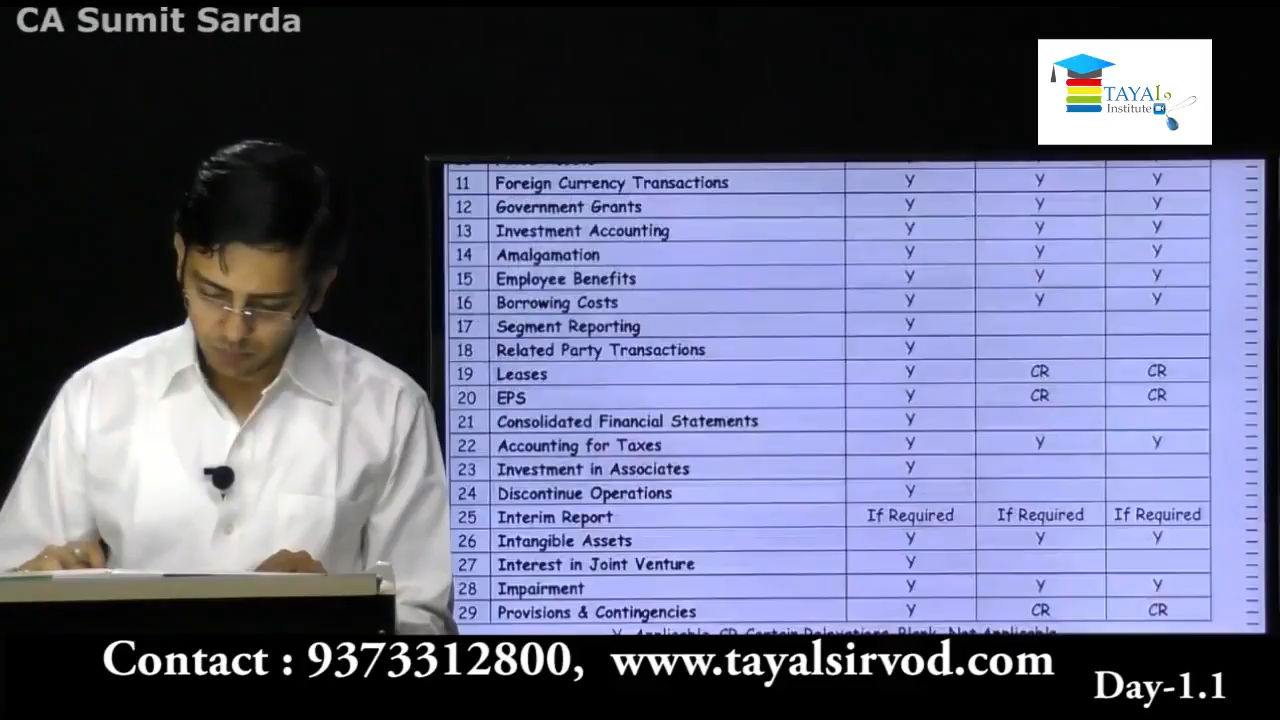 CA Sumit Sarda
TAYAls
Institute
11 Foreign Currency Transactions Y Y Y
12 Government Grants Y Y Y
13 Investment Accounting Y Y Y
14 Amalgamation Y Y Y
15 Employee Benefits Y Y Y
16 Borrowing Costs Y Y Y
17 Segment Reporting Y
18 Related Party Transactions Y
19 Leases Y CR CR
20 EPS Y CR CR
21 Consolidated Financial Statements Y
22 Accounting for Taxes Y Y Y
23 Investment in Associates Y
24 Discontinue Operations Y
25 Interim Report If Required If Required If Required
26 Intangible Assets Y Y Y
27 Interest in Joint Venture Y
28 Impairment Y Y Y
29 Provisions & Contingencies Y CR CR
Contact : 9373312800, www.tayalsirvod.com
Day-1.1